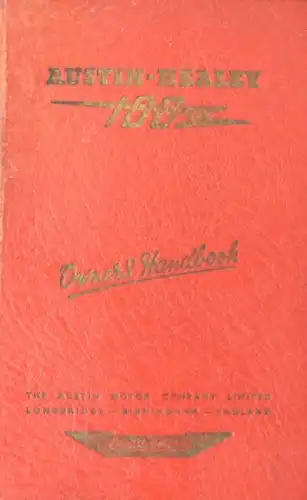 AUSTIN-HEALEY
Owner's Handbook
THE AUSTIN MOTOR COMPANY LIMITED
LONGBRIDGE - BIRMINGHAM - ENGLAND